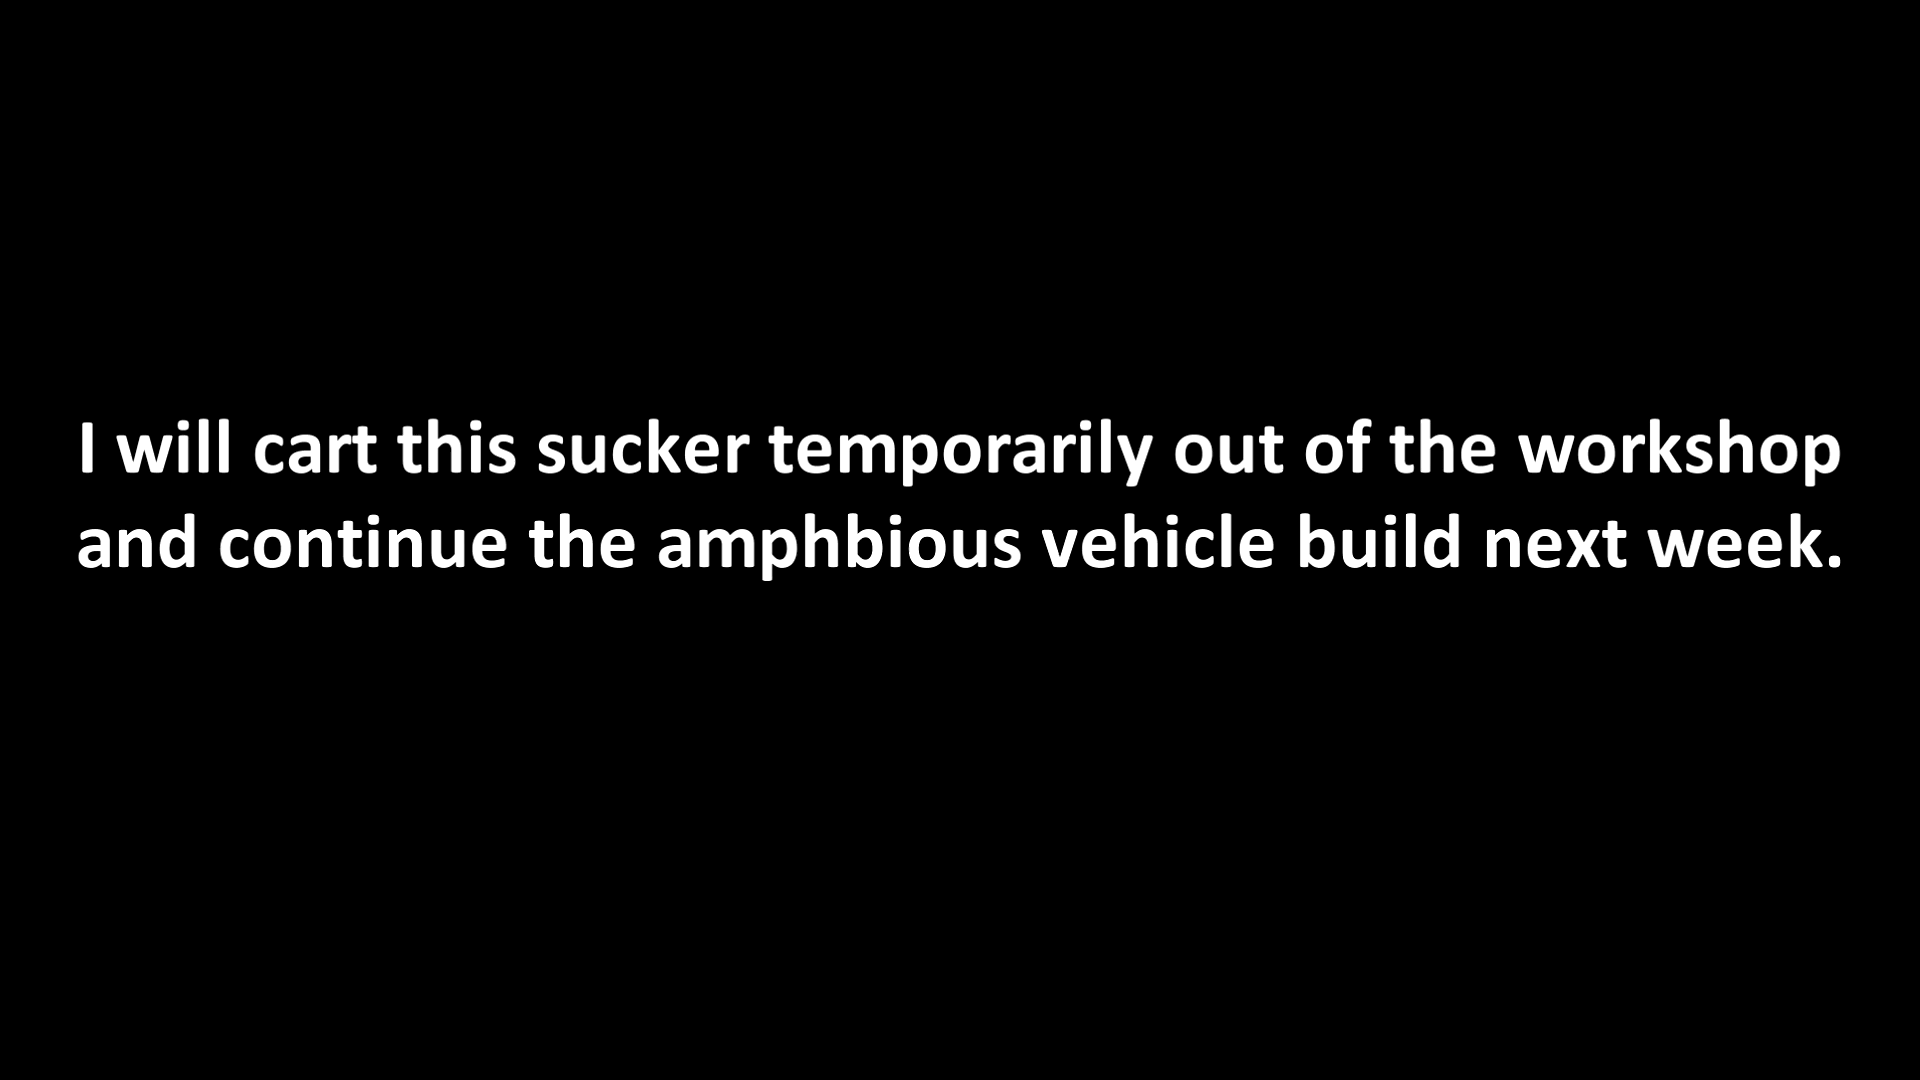 I will cart this sucker temporarily out of the workshop
and continue the amphbious vehicle build next week.